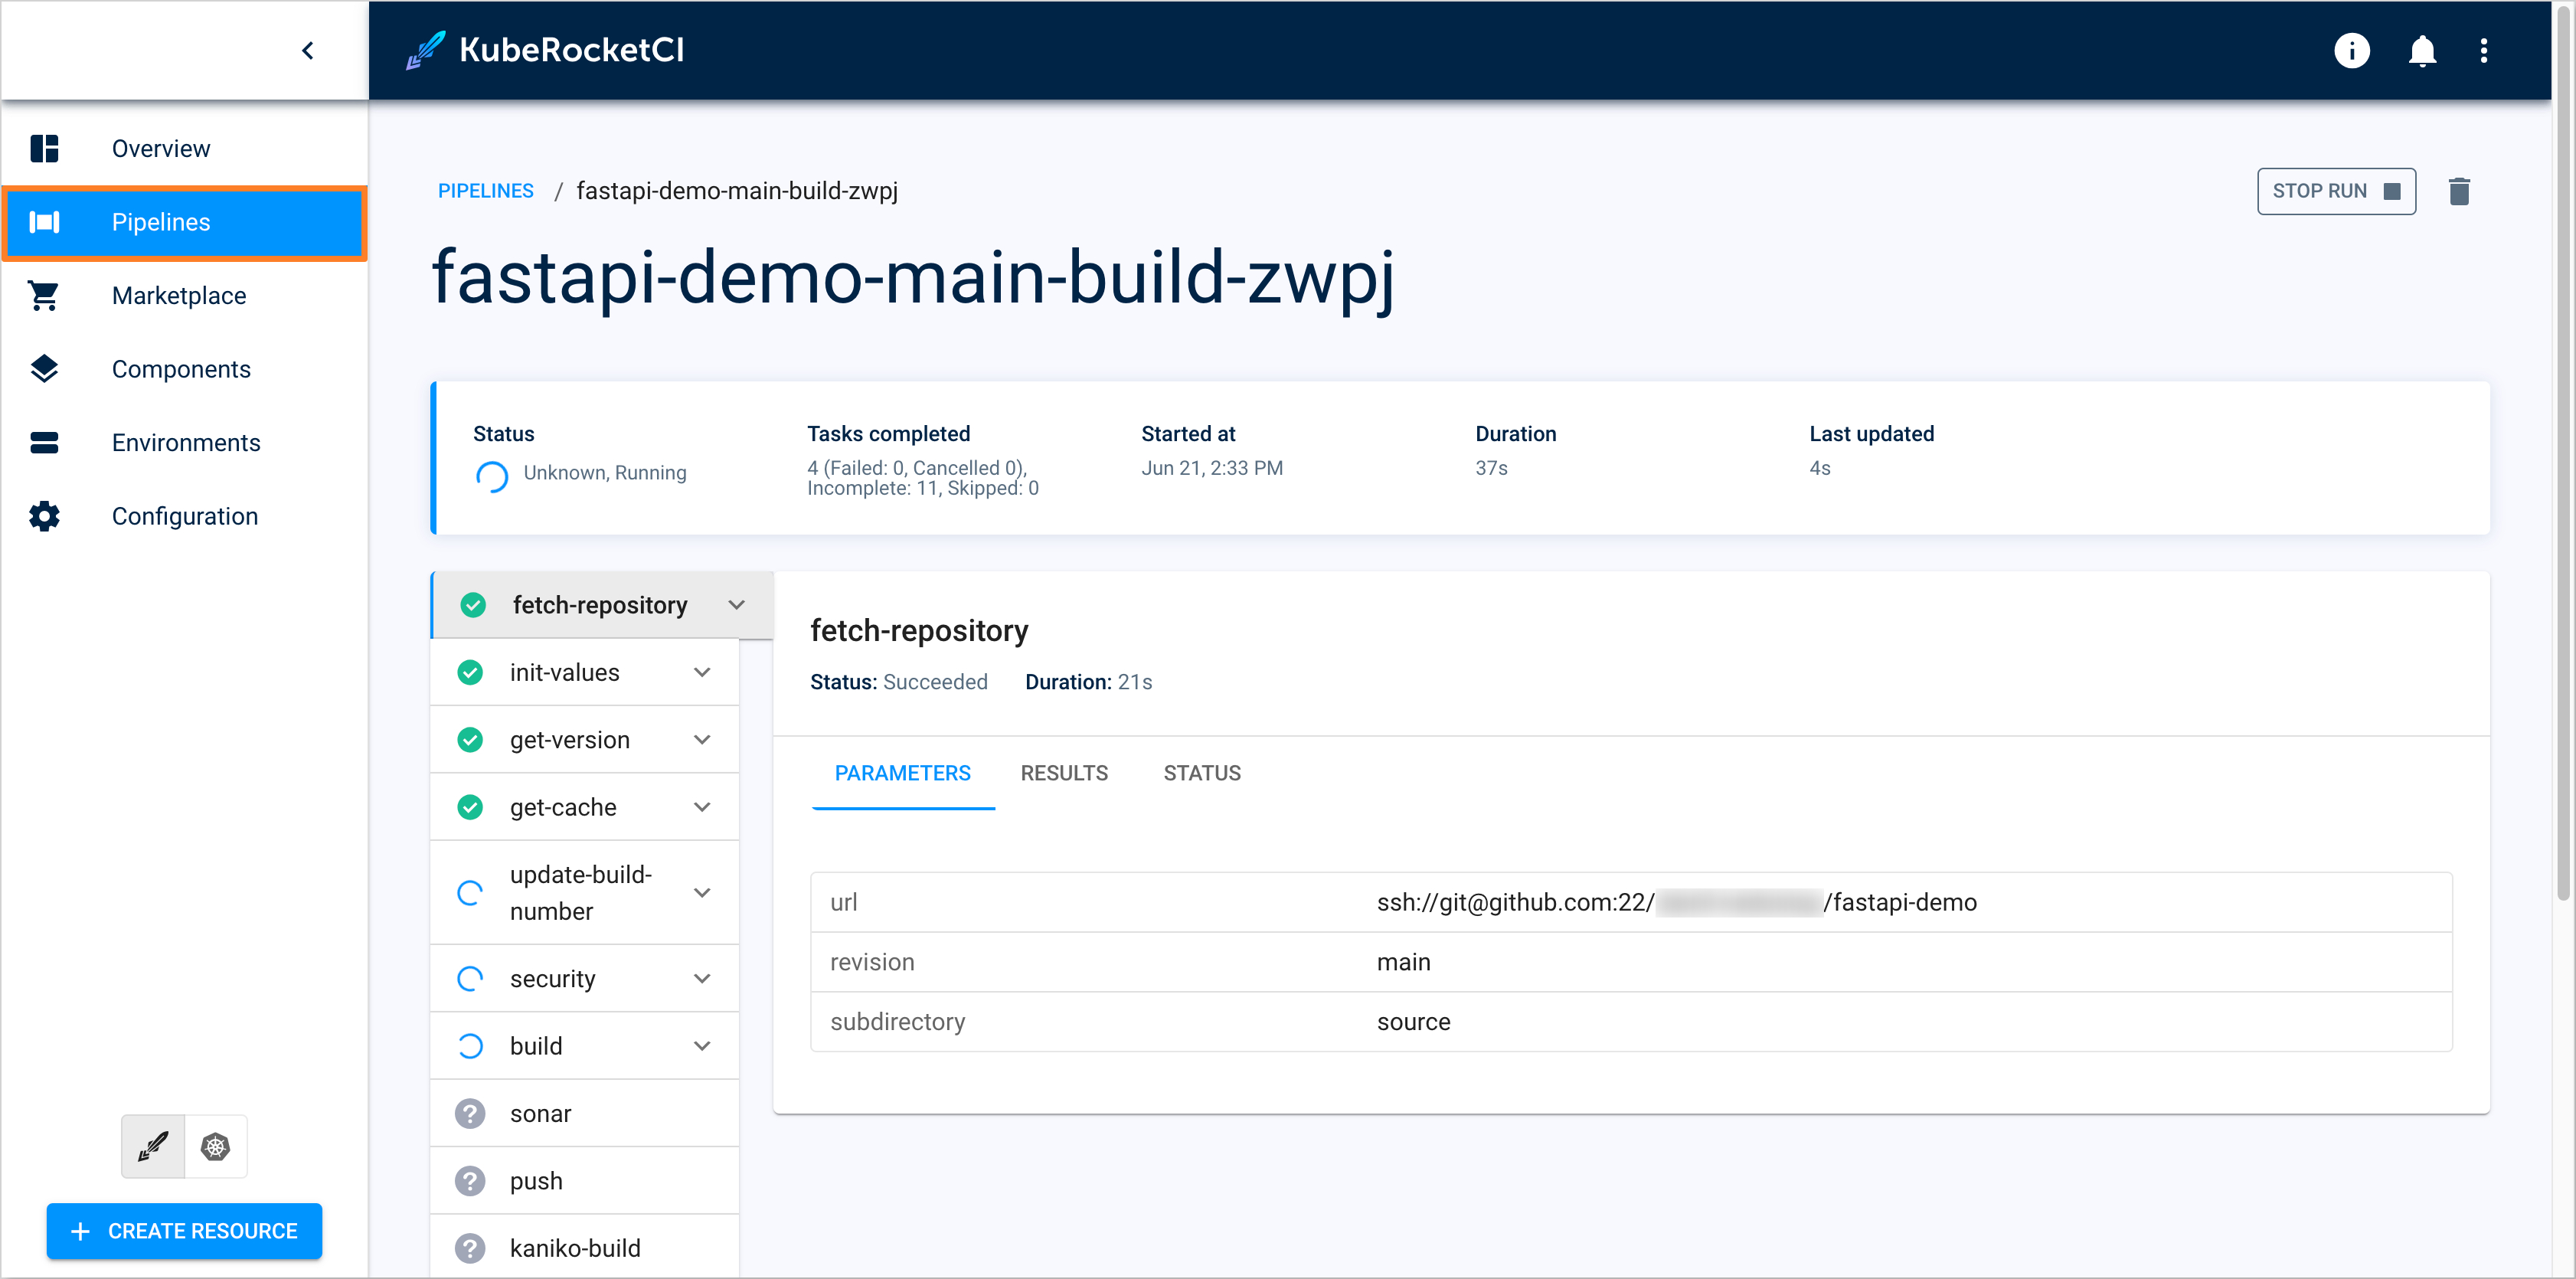 KubeRocketCI
Overview
Pipelines
Marketplace
Components
Environments
Configuration
CREATE RESOURCE
PIPELINES / fastapi-demo-main-build-zwpj
STOP RUN
fastapi-demo-main-build-zwpj
Status
Unknown, Running
Tasks completed
4 (Failed: 0, Cancelled 0),
Incomplete: 11, Skipped: 0
Started at
Jun 21, 2:33 PM
Duration
37s
Last updated
4s
fetch-repository
init-values
get-version
get-cache
update-build-
number
security
build
sonar
push
kaniko-build
fetch-repository
Status: Succeeded Duration: 21s
PARAMETERS RESULTS STATUS
url ssh://git@github.com:22/ /fastapi-demo
revision main
subdirectory source